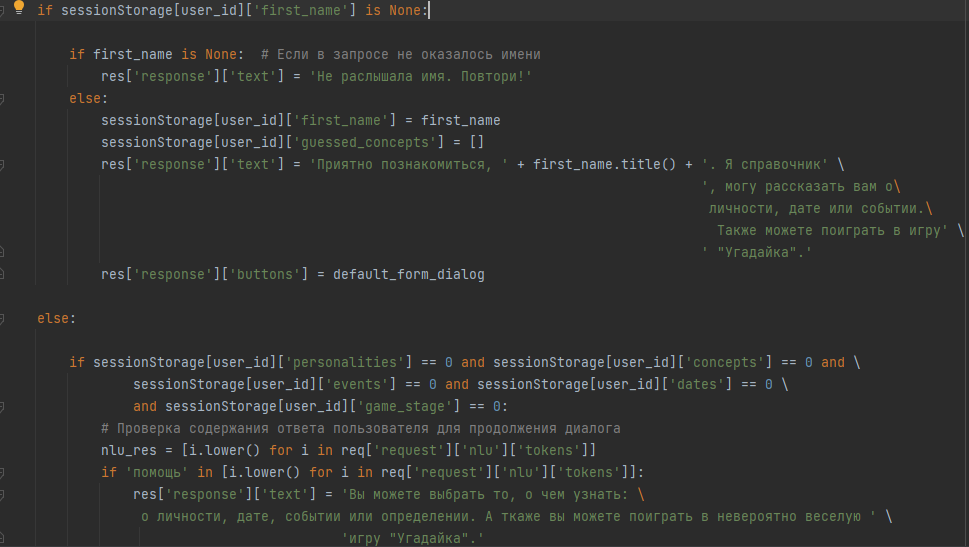 if sessionStorage[user_id]['first_name'] is None:
if first_name is None:  # Если в запросе не оказалось имени
res['response']['text'] = 'Не распышала имя. Повтори!'
else:
sessionStorage[user_id]['first_name'] = first_name
sessionStorage[user_id]['guessed_concepts'] = []
res['response']['text'] = 'Приятно познакомиться, ' + first_name.title() + '. Я справочник' \
', могу рассказать вам о\
личности, дате или событии.\
Также можете поиграть в игру' \
' "Угадайка".'
res['response']['buttons'] = default_form_dialog
else:
if sessionStorage[user_id]['personalities'] == 0 and sessionStorage[user_id]['concepts'] == 0 and \
sessionStorage[user_id]['events'] == 0 and sessionStorage[user_id]['dates'] == 0 \
and sessionStorage[user_id]['game_stage'] == 0:
# Проверка содержания ответа пользователя для продолжения диалога
nlu_res = [i.lower() for i in req['request']['nlu']['tokens']]
if 'помощь' in [i.lower() for i in req['request']['nlu']['tokens']]:
res['response']['text'] = 'Вы можете выбрать то, о чем узнать: \
о личности, дате, событии или определении. А ткаже вы можете поиграть в невероятно веселую ' \
'игру "Угадайка".'